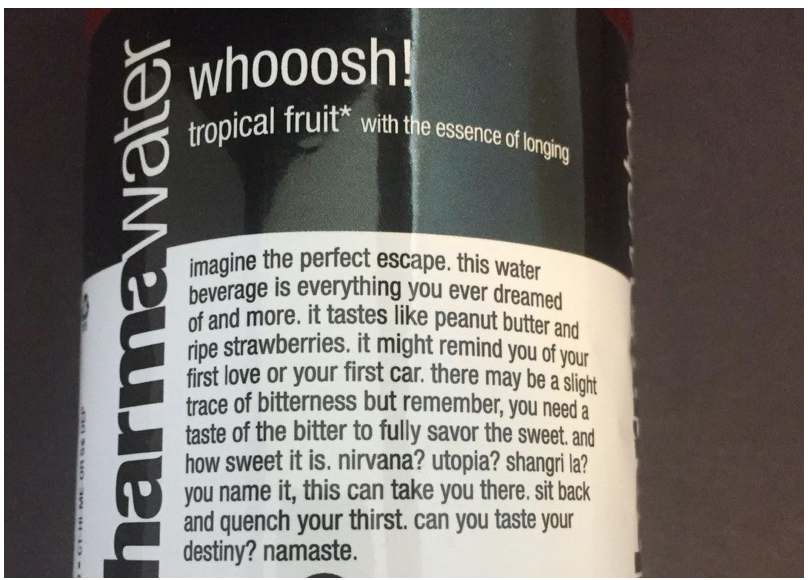 whooosh!
tropical fruit* with the essence of longing
harmawater
imagine the perfect escape. this water
beverage is everything you ever dreamed
of and more. it tastes like peanut butter and
ripe strawberries. it might remind you of your
first love or your first car. there may be a slight
trace of bitterness but remember, you need a
taste of the bitter to fully savor the sweet. and
how sweet it is. nirvana? utopia? shangri la?
you name it, this can take you there. sit back
and quench your thirst. can you taste your
destiny? namaste.